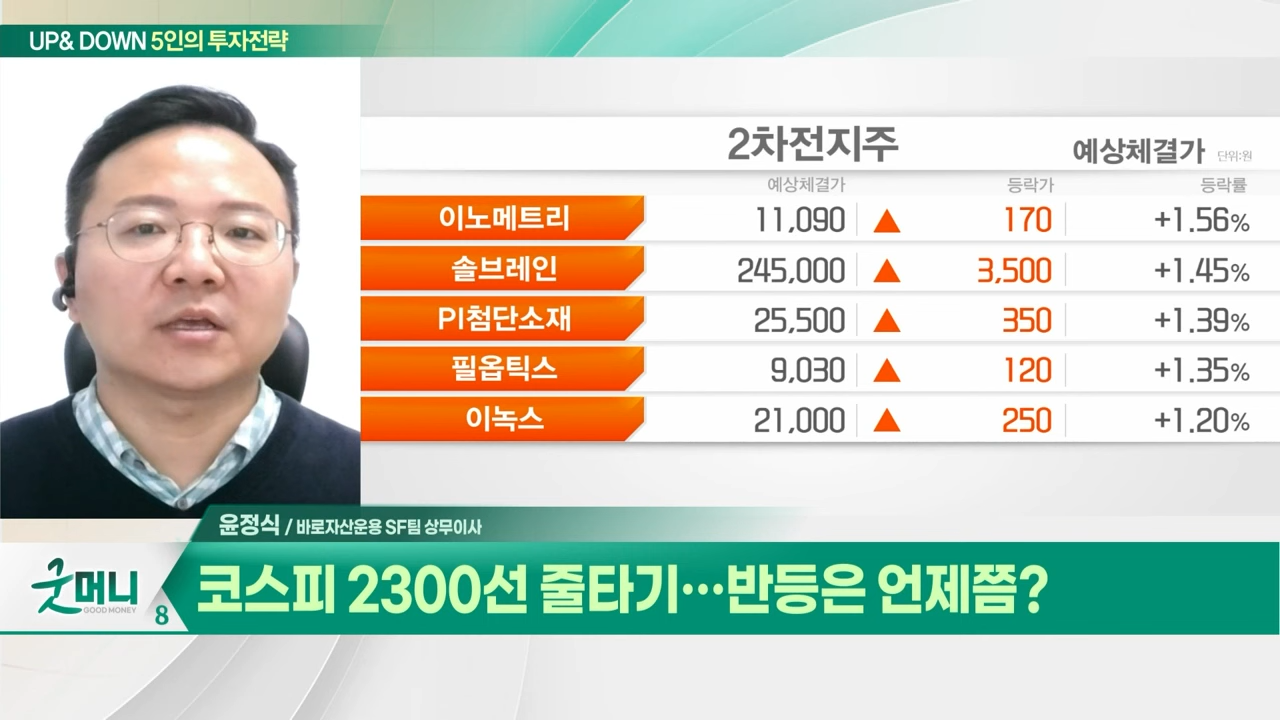 UP& DOWN 5인의 투자전략
2차전지주 예상체결가 단위:원
예상체결가 등락가 등락률
이노메트리 11,090 ▲ 170 +1.56%
솔브레인 245,000 ▲ 3,500 +1.45%
PI첨단소재 25,500 ▲ 350 +1.39%
필옵틱스 9,030 ▲ 120 +1.35%
이녹스 21,000 ▲ 250 +1.20%
윤정식 / 바로자산운용 SF팀 상무이사
굿머니
GOOD MONEY
8
코스피 2300선 줄타기…반등은 언제쯤?